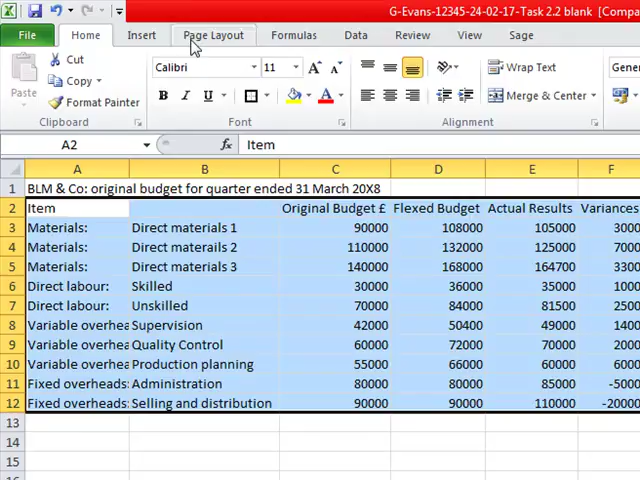 G-Evans-12345-24-02-17-Task 2.2 blank [Compa
File Home Insert Page Layout Formulas Data Review View Sage
Paste Cut Copy Format Painter Clipboard
Calibri 11 B I U A A A Font
Wrap Text Merge & Center Alignment
Gene
A2 fx Item
A B C D E F
1 BLM & Co: original budget for quarter ended 31 March 20X8
2 Item Original Budget £ Flexed Budget Actual Results Variances
3 Materials: Direct materials 1 90000 108000 105000 3000
4 Materials: Direct materials 2 110000 132000 125000 7000
5 Materials: Direct materials 3 140000 168000 164700 3300
6 Direct labour: Skilled 30000 36000 35000 1000
7 Direct labour: Unskilled 70000 84000 81500 2500
8 Variable overhea Supervision 42000 50400 49000 1400
9 Variable overhea Quality Control 60000 72000 70000 2000
10 Variable overhea Production planning 55000 66000 60000 6000
11 Fixed overheads: Administration 80000 80000 85000 -5000
12 Fixed overheads: Selling and distribution 90000 90000 110000 -20000
13
14
15
16